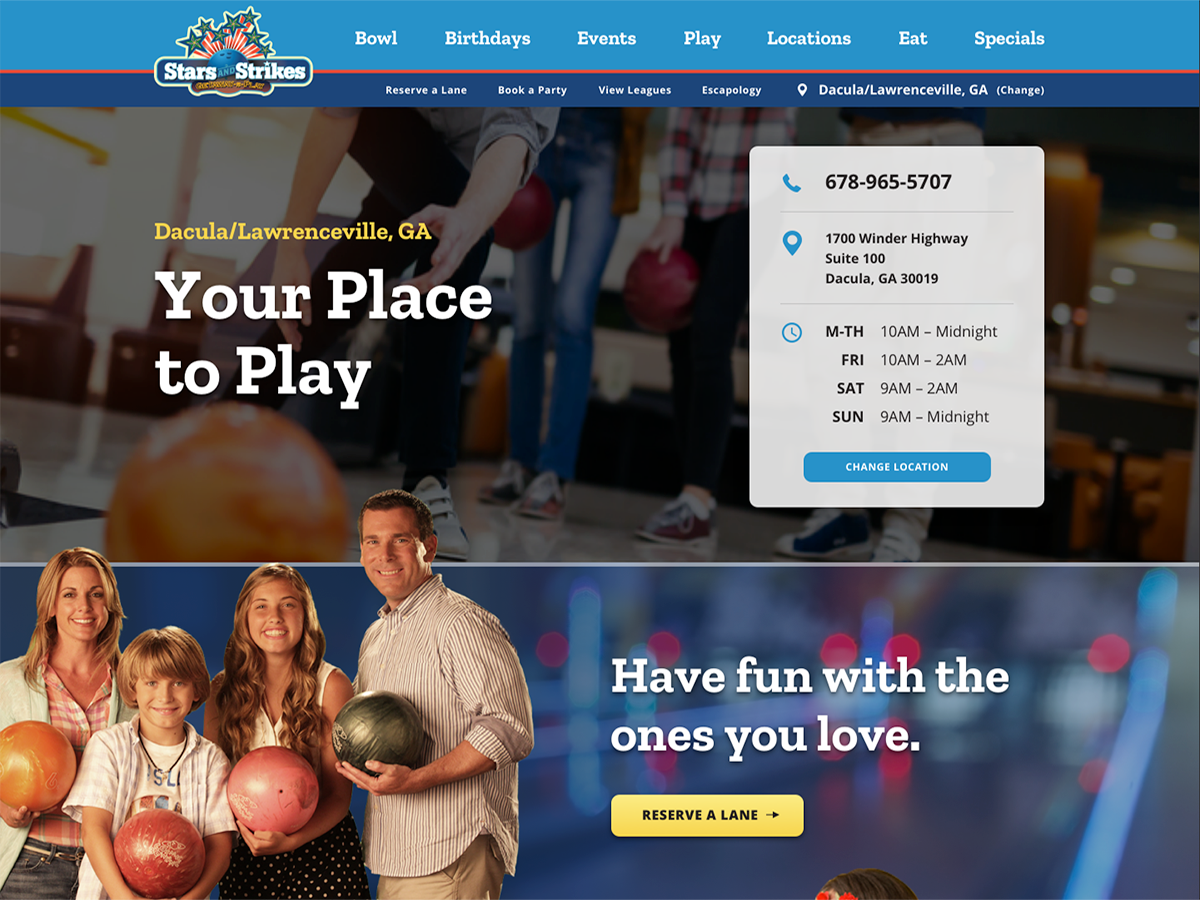 Bowl Birthdays Events Play Locations Eat Specials
Stars AND Strikes
Reserve a Lane Book a Party View Leagues Escapology Dacula/Lawrenceville, GA (Change)
Dacula/Lawrenceville, GA
Your Place
to Play
678-965-5707
1700 Winder Highway
Suite 100
Dacula, GA 30019
M-TH 10AM – Midnight
FRI 10AM – 2AM
SAT 9AM – 2AM
SUN 9AM – Midnight
CHANGE LOCATION
Have fun with the
ones you love.
RESERVE A LANE